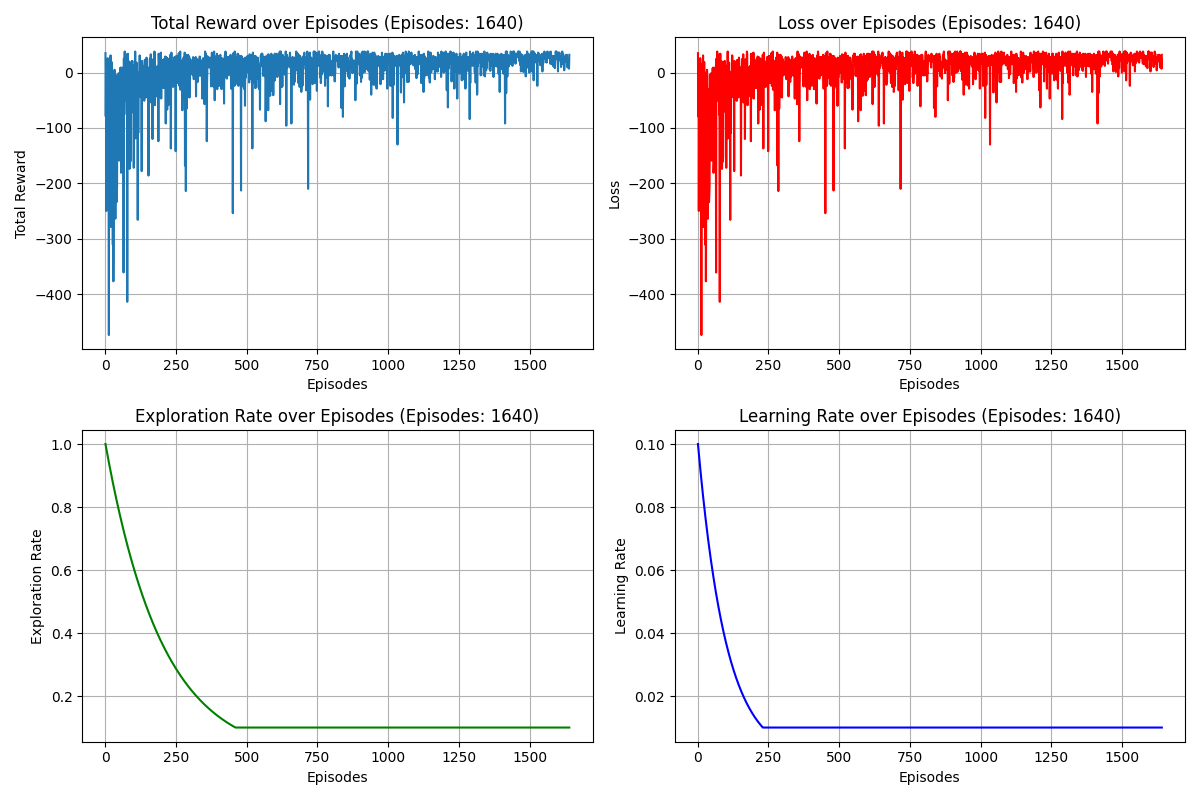 Total Reward over Episodes (Episodes: 1640)
Total Reward
0
−100
−200
−300
−400
0 250 500 750 1000 1250 1500
Episodes
Loss over Episodes (Episodes: 1640)
Loss
0
−100
−200
−300
−400
0 250 500 750 1000 1250 1500
Episodes
Exploration Rate over Episodes (Episodes: 1640)
Exploration Rate
1.0
0.8
0.6
0.4
0.2
0 250 500 750 1000 1250 1500
Episodes
Learning Rate over Episodes (Episodes: 1640)
Learning Rate
0.10
0.08
0.06
0.04
0.02
0 250 500 750 1000 1250 1500
Episodes